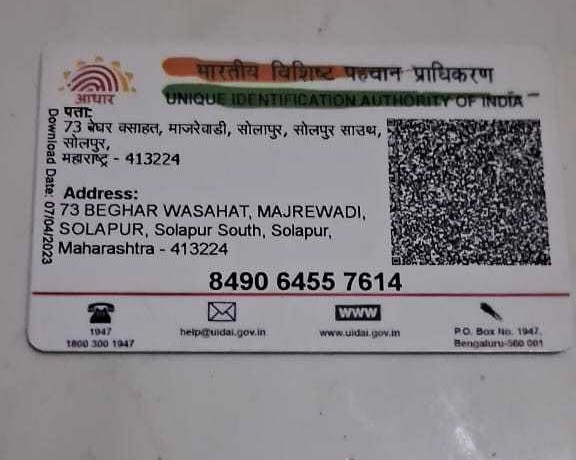 भारतीय विशिष्ट पहचान प्राधिकरण
UNIQUE IDENTIFICATION AUTHORITY OF INDIA
आधार
Download Date: 07/04/2023
पता:
73 बेघर वसाहत, माजरेवाडी, सोलापुर, सोलपुर साउथ,
सोलपुर,
महाराष्ट्र - 413224
Address:
73 BEGHAR WASAHAT, MAJREWADI,
SOLAPUR, Solapur South, Solapur,
Maharashtra - 413224
8490 6455 7614
1947
1800 300 1947
help@uidai.gov.in
WWW
www.uidai.gov.in
P.O. Box No. 1947,
Bengaluru-560 001